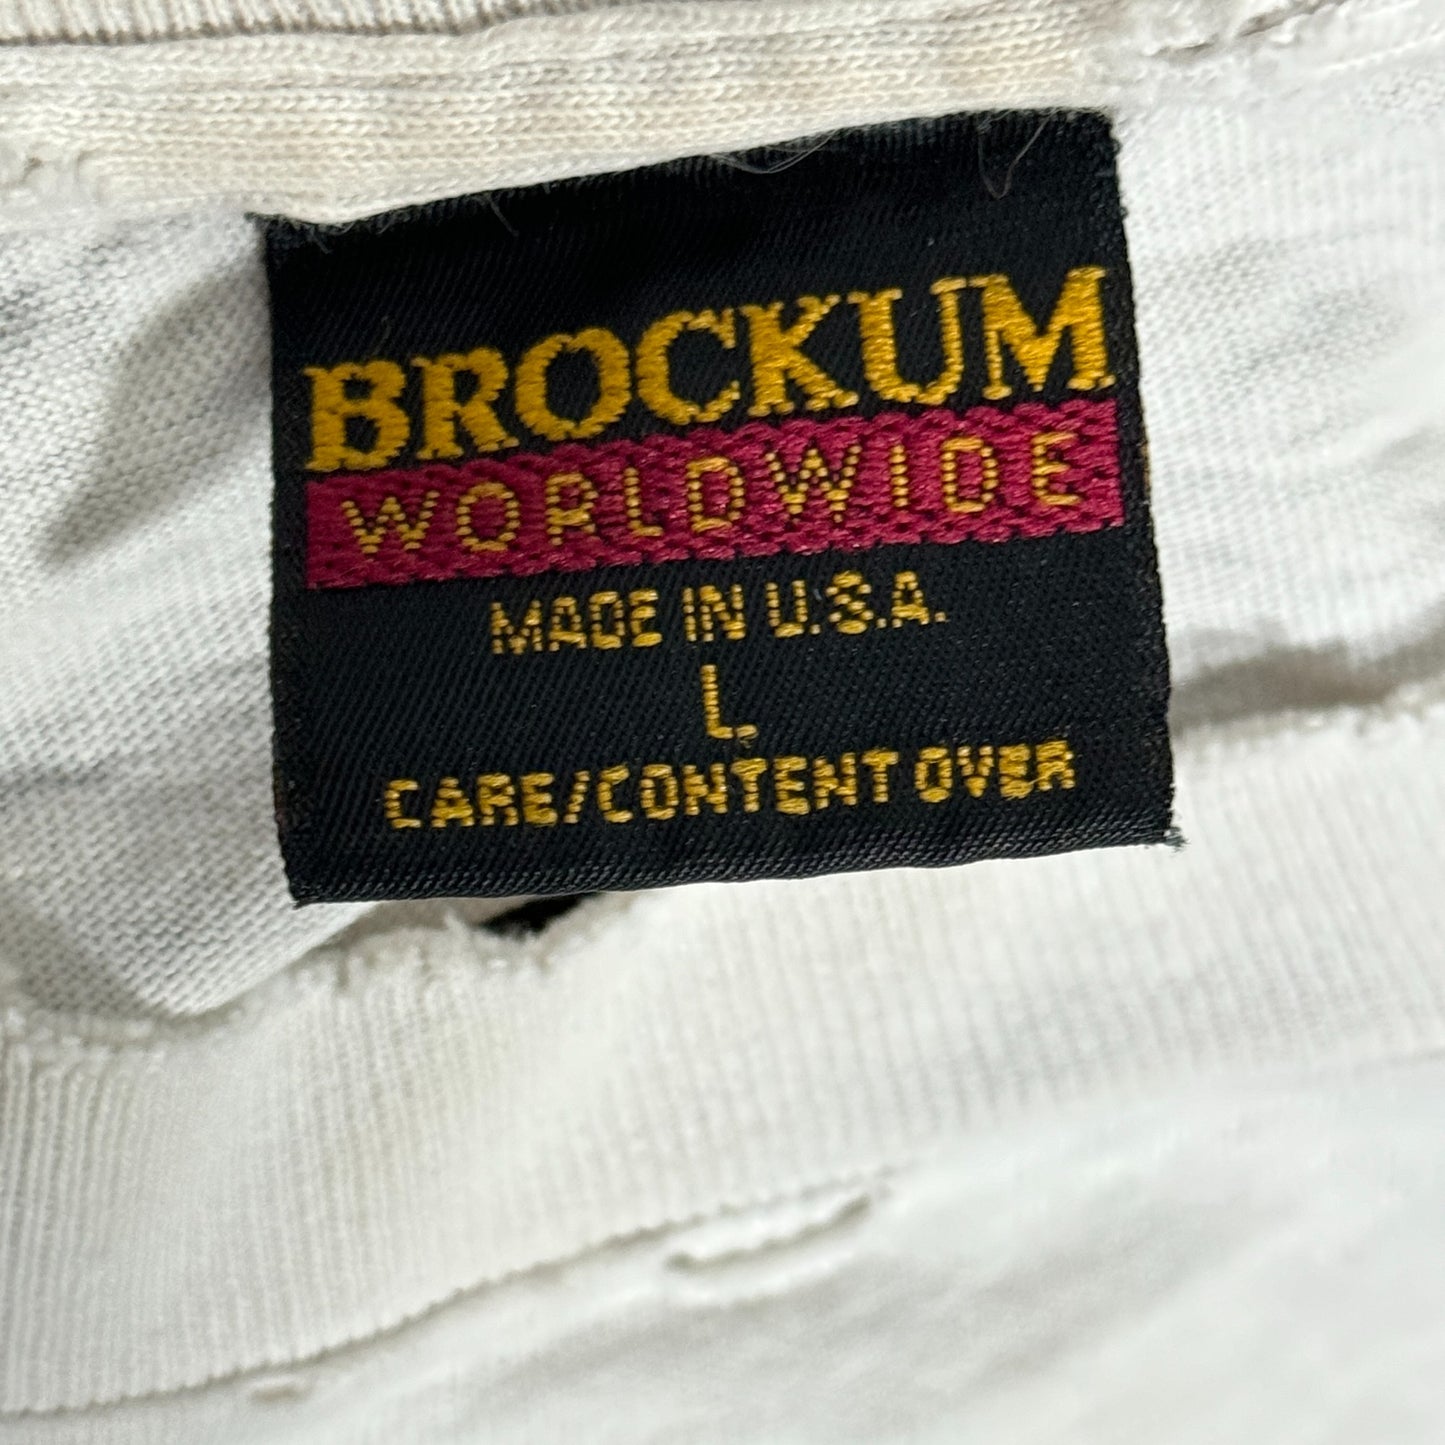 BROCKUM
WORLDWIDE
MADE IN U.S.A.
L
CARE/CONTENT OVER